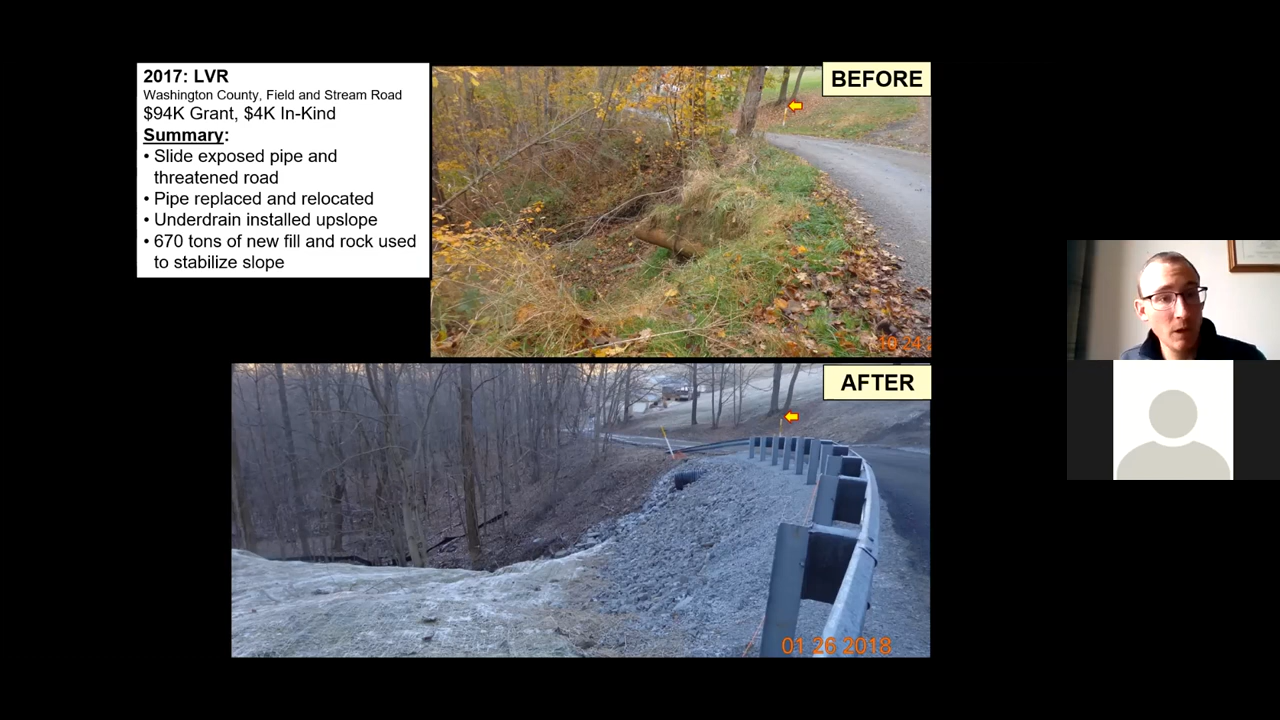 2017: LVR
Washington County, Field and Stream Road
$94K Grant, $4K In-Kind
Summary:
• Slide exposed pipe and
threatened road
• Pipe replaced and relocated
• Underdrain installed upslope
• 670 tons of new fill and rock used
to stabilize slope
BEFORE
10 24
AFTER
01 26 2018